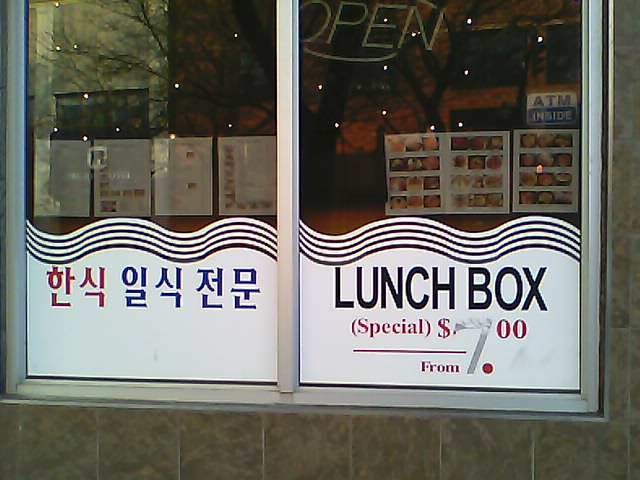 OPEN
ATM
INSIDE
한식 일식 전문
LUNCH BOX
(Special) $7.00
From